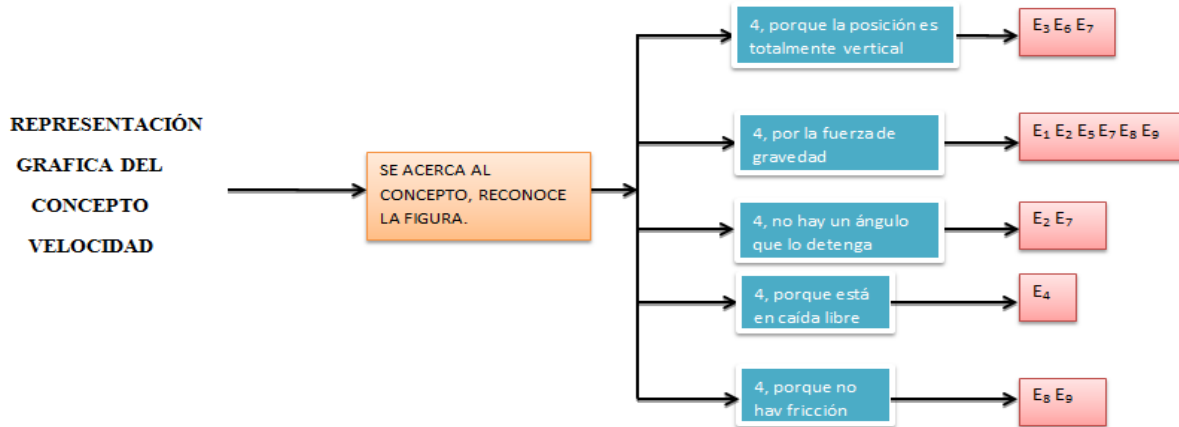 REPRESENTACIÓN
GRAFICA DEL
CONCEPTO
VELOCIDAD
SE ACERCA AL
CONCEPTO, RECONOCE
LA FIGURA.
4, porque la posición es
totalmente vertical
E₃ E₆ E₇
4, por la fuerza de
gravedad
E₁ E₂ E₅ E₇ E₈ E₉
4, no hay un ángulo
que lo detenga
E₂ E₇
4, porque está
en caída libre
E₄
4, porque no
hay fricción
E₈ E₉